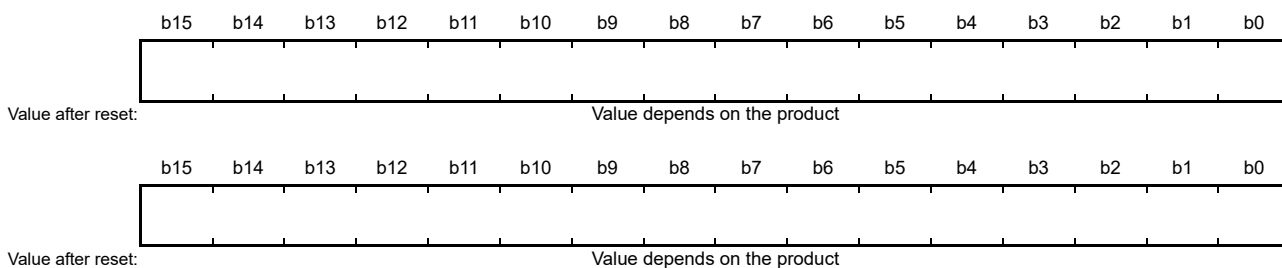 b15 b14 b13 b12 b11 b10 b9 b8 b7 b6 b5 b4 b3 b2 b1 b0
Value after reset: Value depends on the product
b15 b14 b13 b12 b11 b10 b9 b8 b7 b6 b5 b4 b3 b2 b1 b0
Value after reset: Value depends on the product